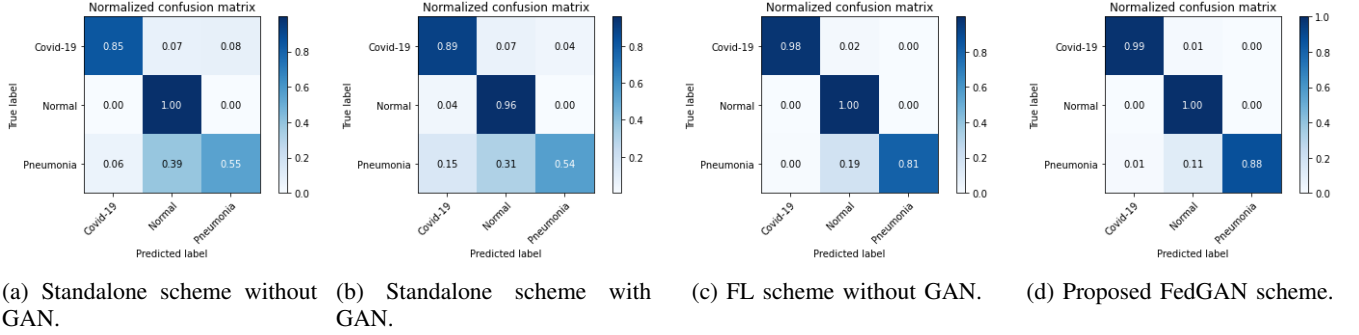 Normalized confusion matrix
Covid-19
Normal
Pneumonia
True label
0.85 0.07 0.08
0.00 1.00 0.00
0.06 0.39 0.55
Covid-19 Normal Pneumonia
Predicted label
0.8
0.6
0.4
0.2
0.0
(a) Standalone scheme without
GAN.
Normalized confusion matrix
Covid-19
Normal
Pneumonia
True label
0.89 0.07 0.04
0.04 0.96 0.00
0.15 0.31 0.54
Covid-19 Normal Pneumonia
Predicted label
0.8
0.6
0.4
0.2
(b) Standalone scheme with
GAN.
Normalized confusion matrix
Covid-19
Normal
Pneumonia
True label
0.98 0.02 0.00
0.00 1.00 0.00
0.00 0.19 0.81
Covid-19 Normal Pneumonia
Predicted label
0.8
0.6
0.4
0.2
0.0
(c) FL scheme without GAN.
Normalized confusion matrix
Covid-19
Normal
Pneumonia
True label
0.99 0.01 0.00
0.00 1.00 0.00
0.01 0.11 0.88
Covid-19 Normal Pneumonia
Predicted label
1.0
0.8
0.6
0.4
0.2
0.0
(d) Proposed FedGAN scheme.